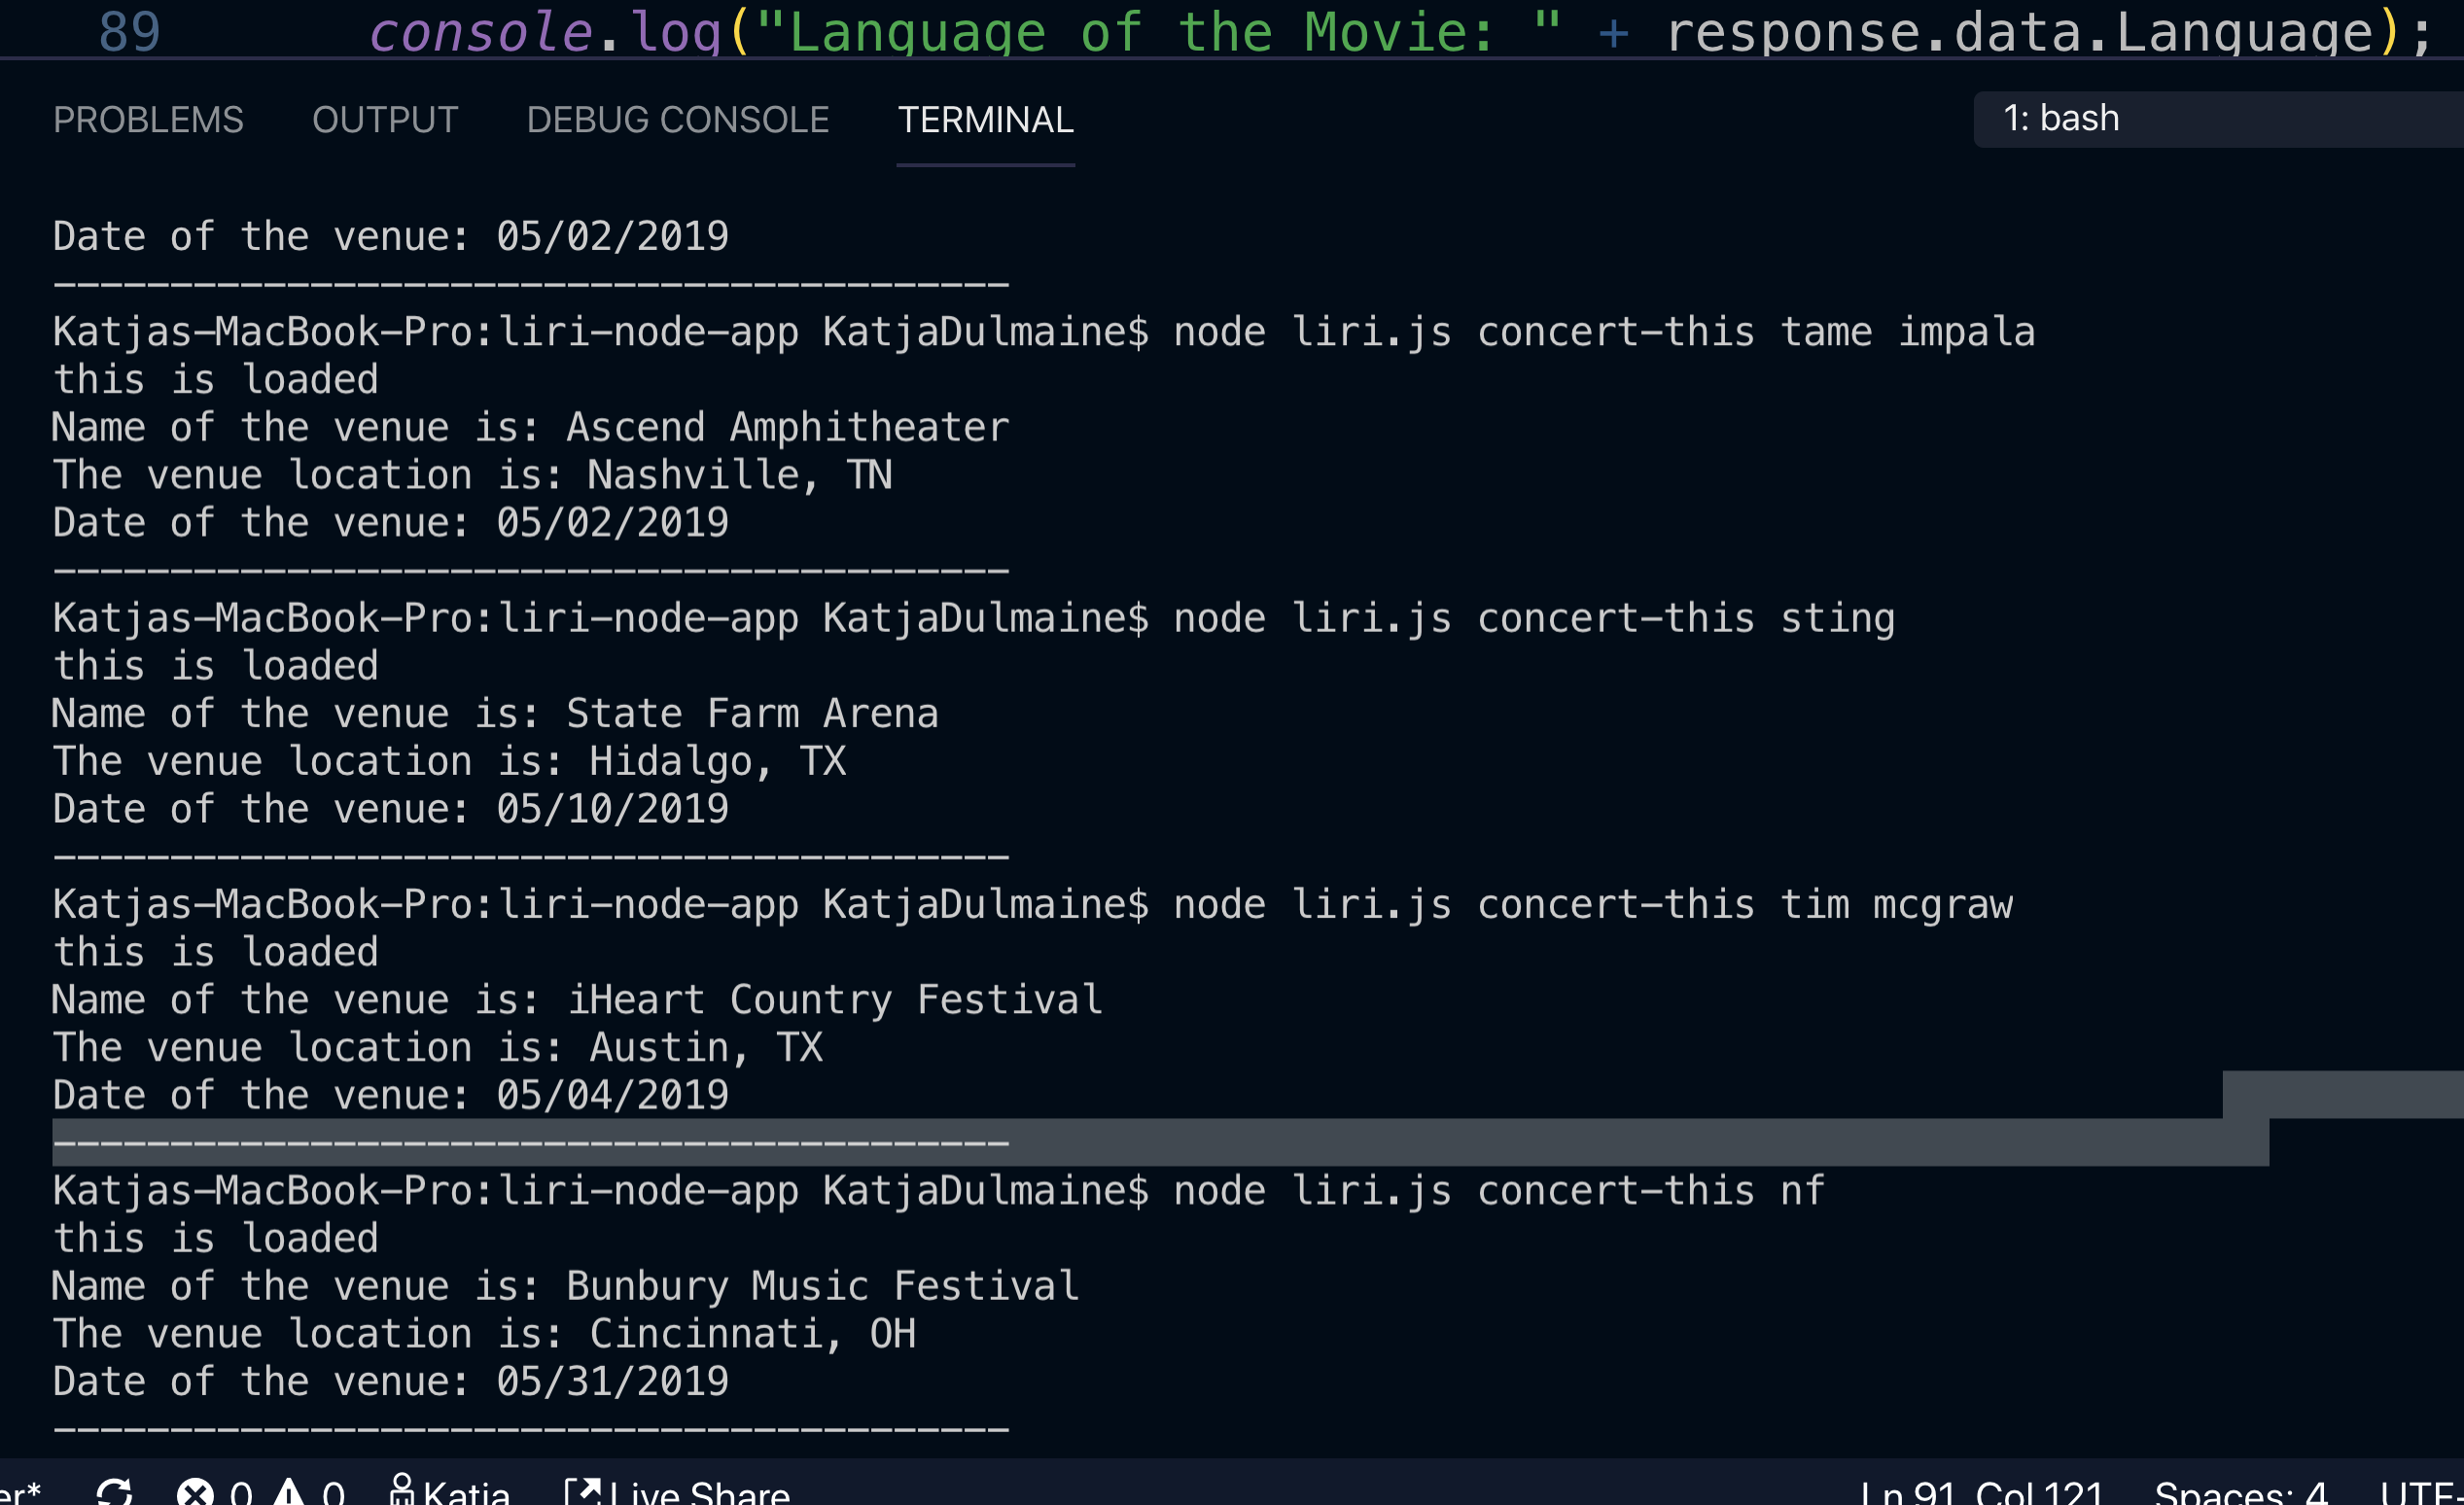 89 console.log("Language of the Movie: " + response.data.Language);
PROBLEMS OUTPUT DEBUG CONSOLE TERMINAL 1: bash
Date of the venue: 05/02/2019
-----------------------------------------
Katjas-MacBook-Pro:liri-node-app KatjaDulmaine$ node liri.js concert-this tame impala
this is loaded
Name of the venue is: Ascend Amphitheater
The venue location is: Nashville, TN
Date of the venue: 05/02/2019
-----------------------------------------
Katjas-MacBook-Pro:liri-node-app KatjaDulmaine$ node liri.js concert-this sting
this is loaded
Name of the venue is: State Farm Arena
The venue location is: Hidalgo, TX
Date of the venue: 05/10/2019
-----------------------------------------
Katjas-MacBook-Pro:liri-node-app KatjaDulmaine$ node liri.js concert-this tim mcgraw
this is loaded
Name of the venue is: iHeart Country Festival
The venue location is: Austin, TX
Date of the venue: 05/04/2019
-----------------------------------------
Katjas-MacBook-Pro:liri-node-app KatjaDulmaine$ node liri.js concert-this nf
this is loaded
Name of the venue is: Bunbury Music Festival
The venue location is: Cincinnati, OH
Date of the venue: 05/31/2019
-----------------------------------------
er* 0 0 Katja Live Share Ln 91, Col 121 Spaces: 4 UTF-